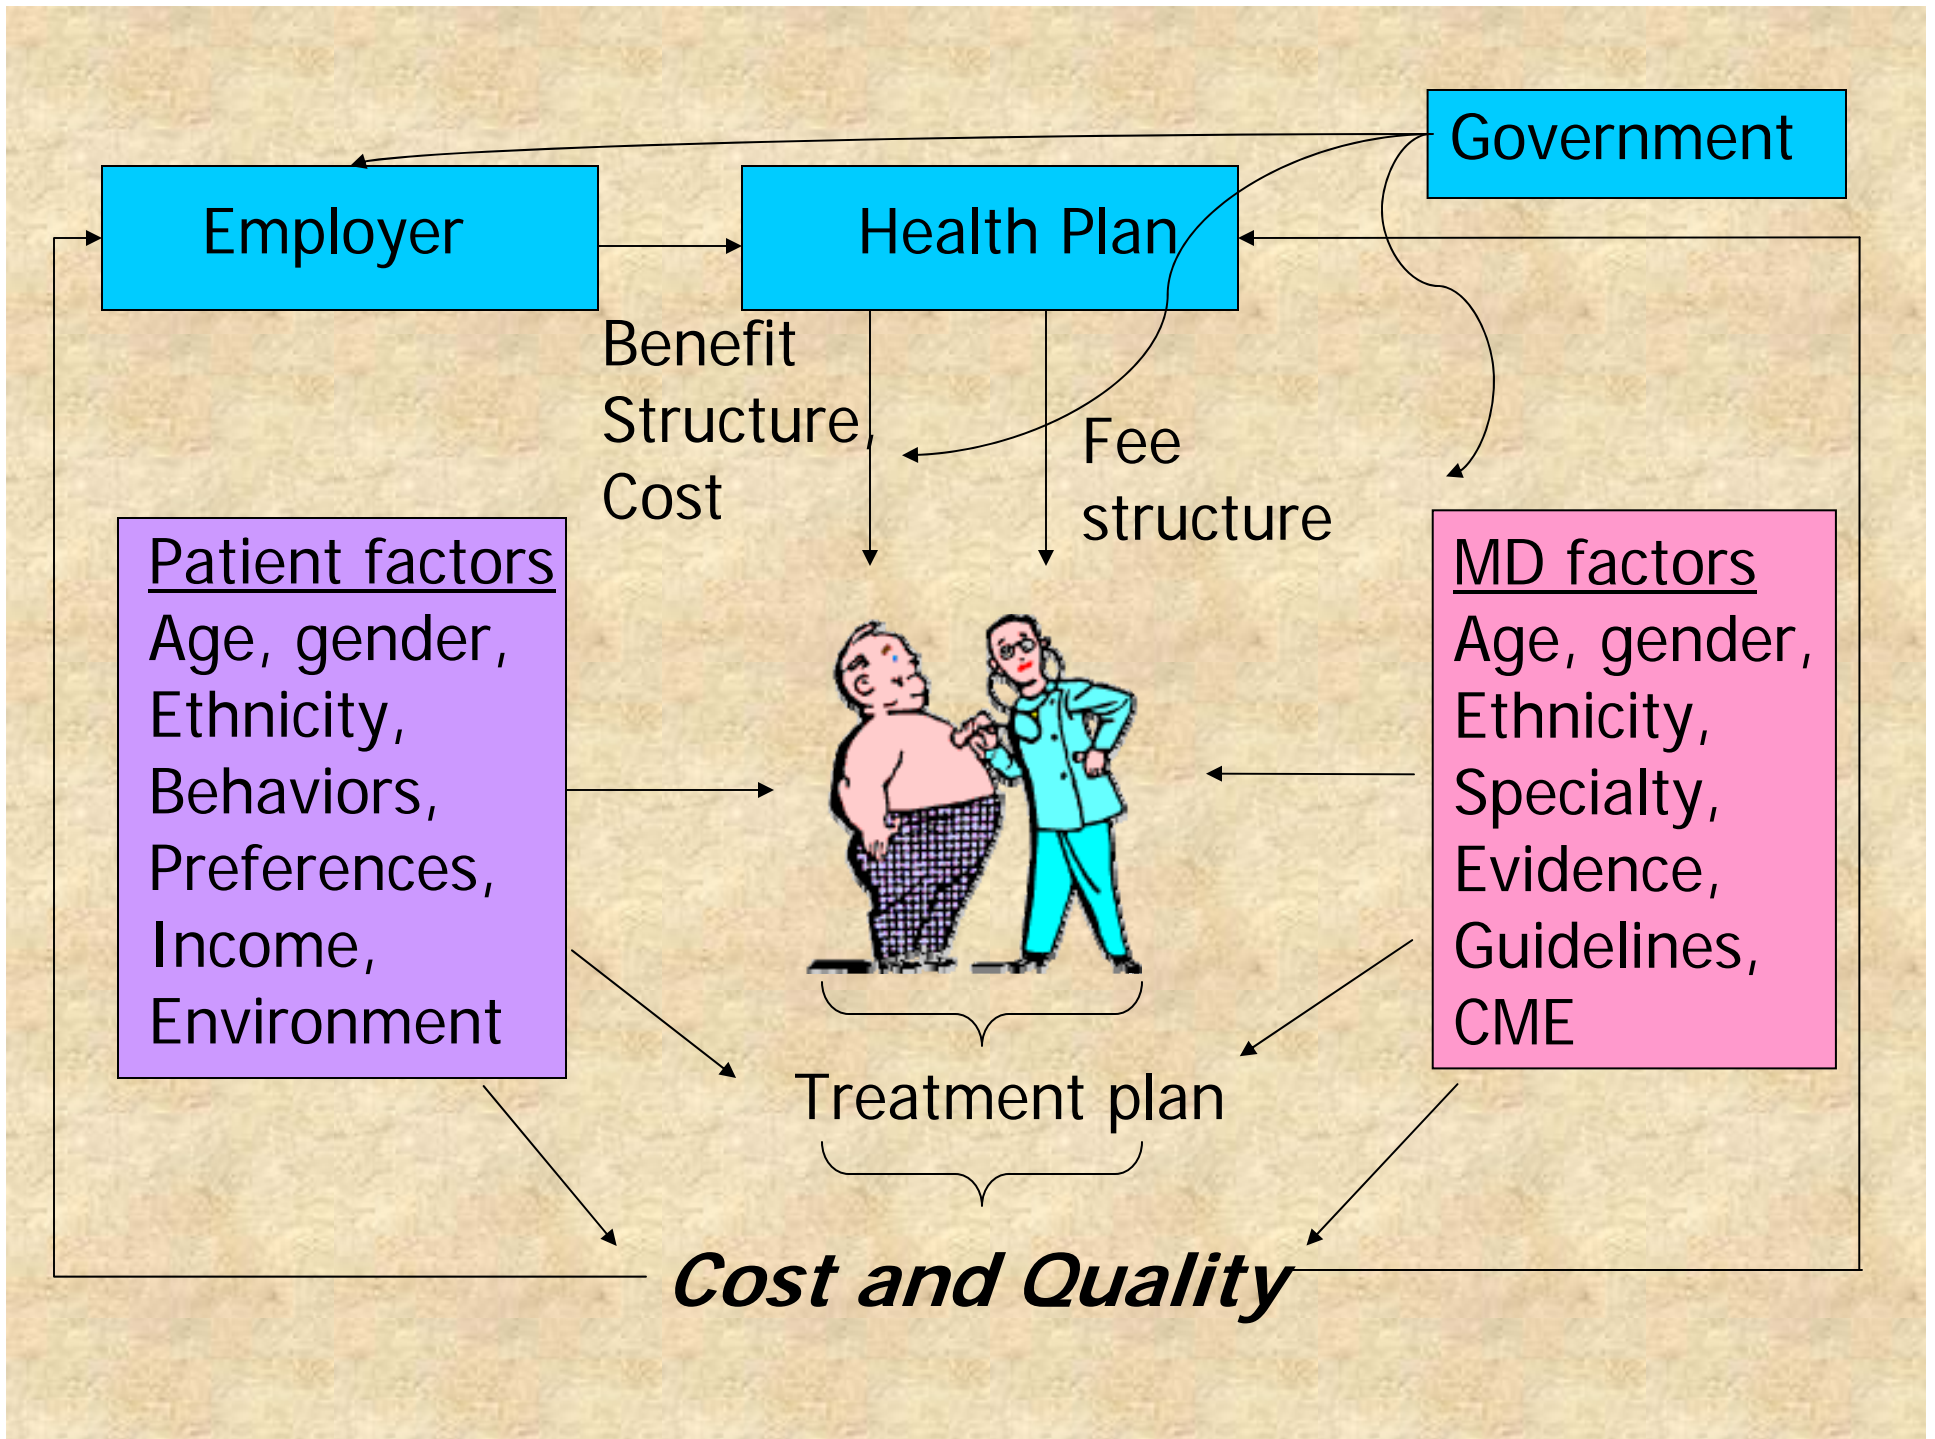 Government
Employer
Health Plan
Benefit
Structure,
Cost
Fee
structure
Patient factors
Age, gender,
Ethnicity,
Behaviors,
Preferences,
Income,
Environment
MD factors
Age, gender,
Ethnicity,
Specialty,
Evidence,
Guidelines,
CME
Treatment plan
Cost and Quality